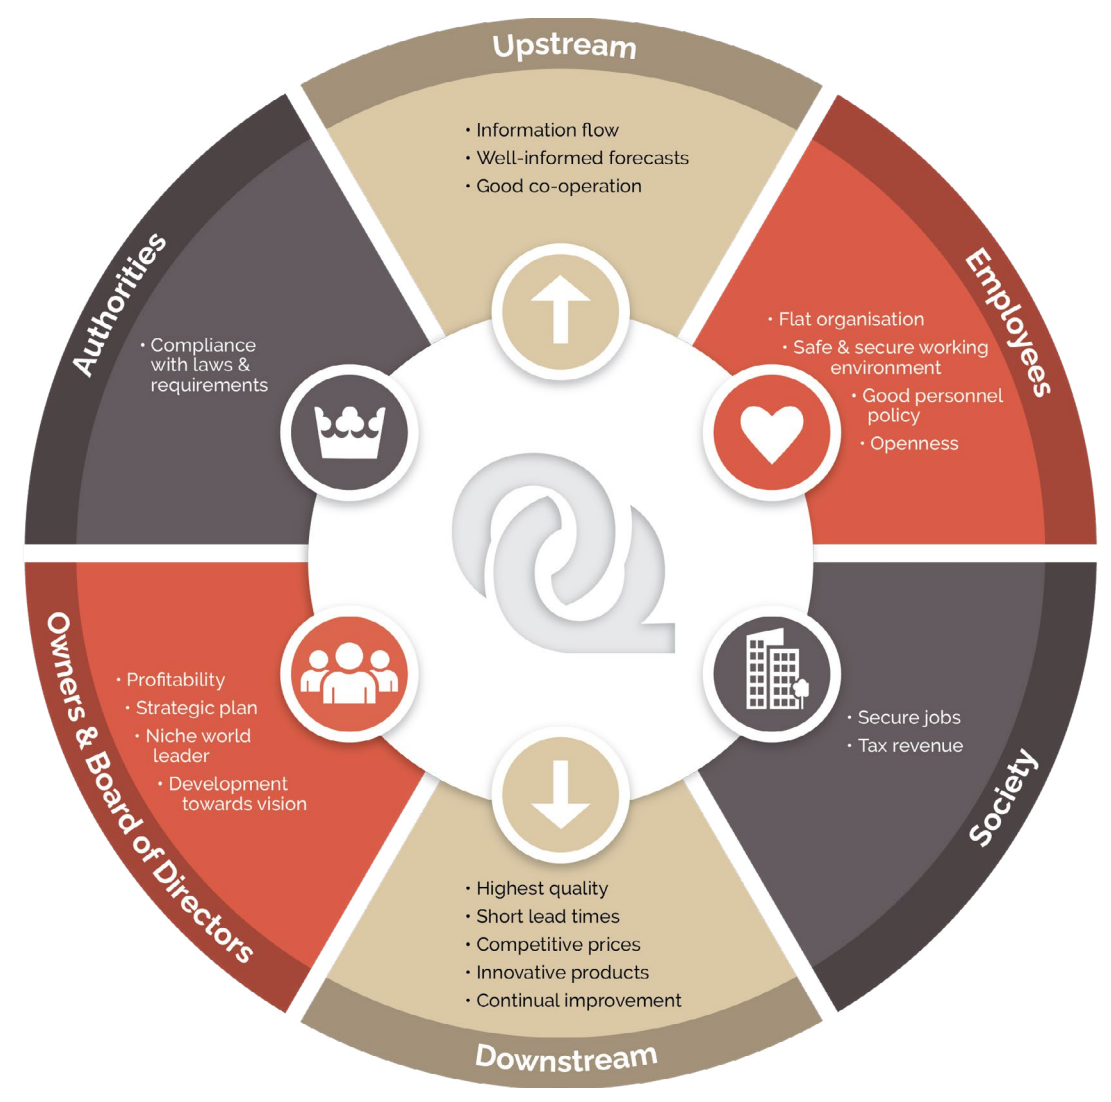 Upstream
• Information flow
• Well-informed forecasts
• Good co-operation
Employees
• Flat organisation
• Safe & secure working
environment
• Good personnel
policy
• Openness
Society
• Secure jobs
• Tax revenue
Downstream
• Highest quality
• Short lead times
• Competitive prices
• Innovative products
• Continual improvement
Owners & Board of Directors
• Profitability
• Strategic plan
• Niche world
leader
• Development
towards vision
Authorities
• Compliance
with laws &
requirements